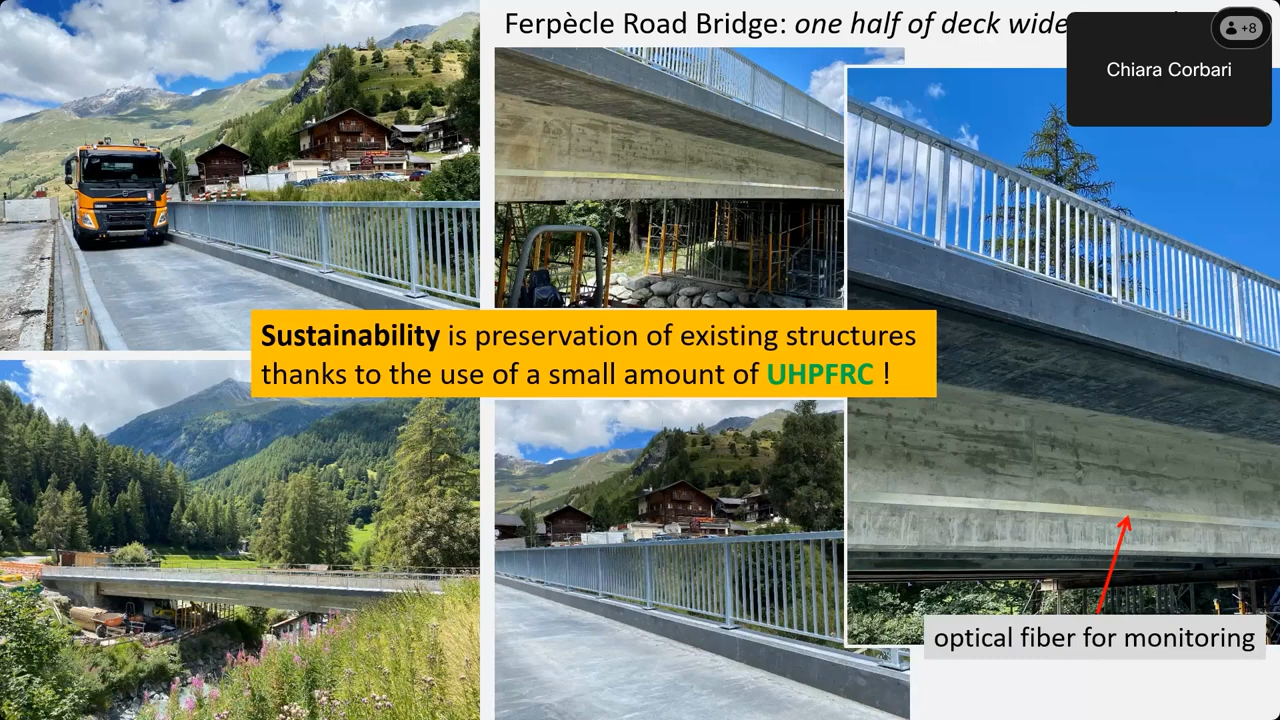 Ferpècle Road Bridge: one half of deck wide
+8
Chiara Corbari
Sustainability is preservation of existing structures
thanks to the use of a small amount of UHPFRC !
optical fiber for monitoring